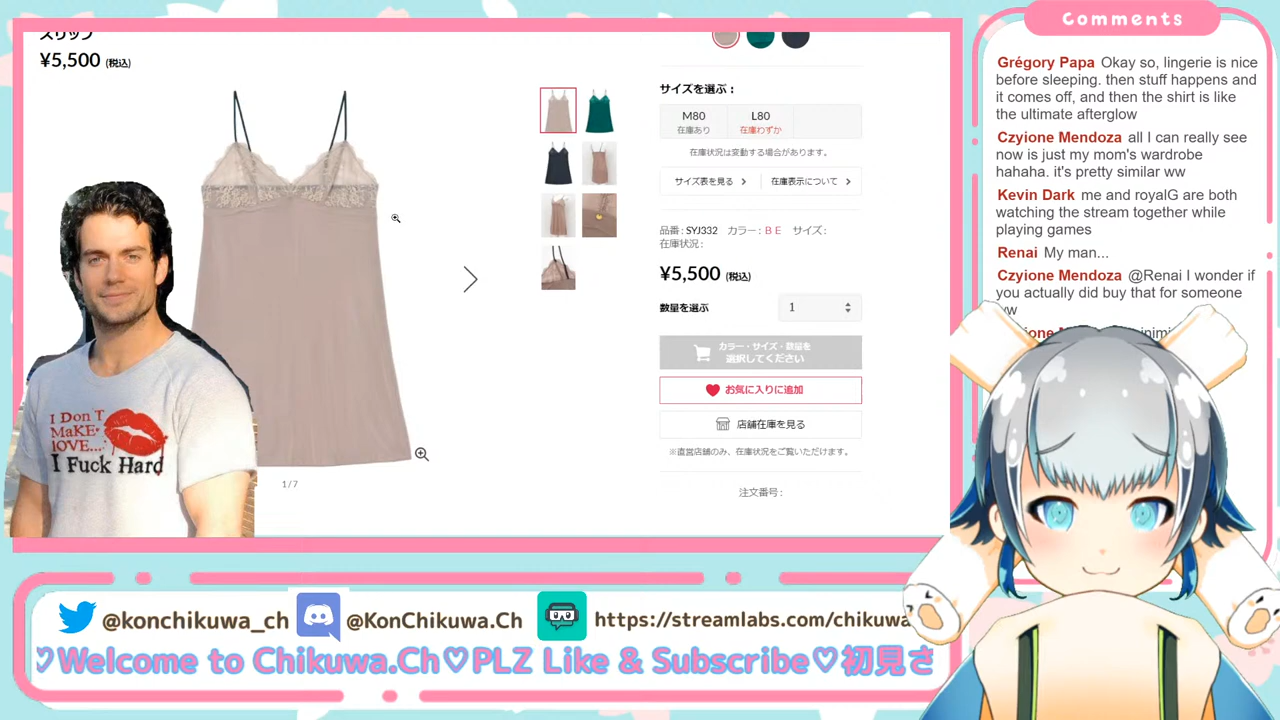 スリップ
¥5,500 (税込)
1/7
サイズを選ぶ：
M80
在庫あり
L80
在庫わずか
在庫状況は変動する場合があります。
サイズ表を見る
在庫表示について
品番 : SYJ332 カラー : B E サイズ :
在庫状況 :
¥5,500 (税込)
数量を選ぶ
1
カラー・サイズ・数量を
選択してください
お気に入りに追加
店舗在庫を見る
※直営店舗のみ、在庫状況をご覧いただけます。
注文番号 :
I DON'T
MAKE
LOVE...
I Fuck Hard
Comments
Grégory Papa Okay so, lingerie is nice
before sleeping. then stuff happens and
it comes off, and then the shirt is like
the ultimate afterglow
Czyione Mendoza all I can really see
now is just my mom's wardrobe
hahaha. it's pretty similar ww
Kevin Dark me and royalG are both
watching the stream together while
playing games
Renai My man...
Czyione Mendoza @Renai I wonder if
you actually did buy that for someone
@konchikuwa_ch
@KonChikuwa.Ch
https://streamlabs.com/chikuwa
♡Welcome to Chikuwa.Ch♡PLZ Like & Subscribe♡初見さ